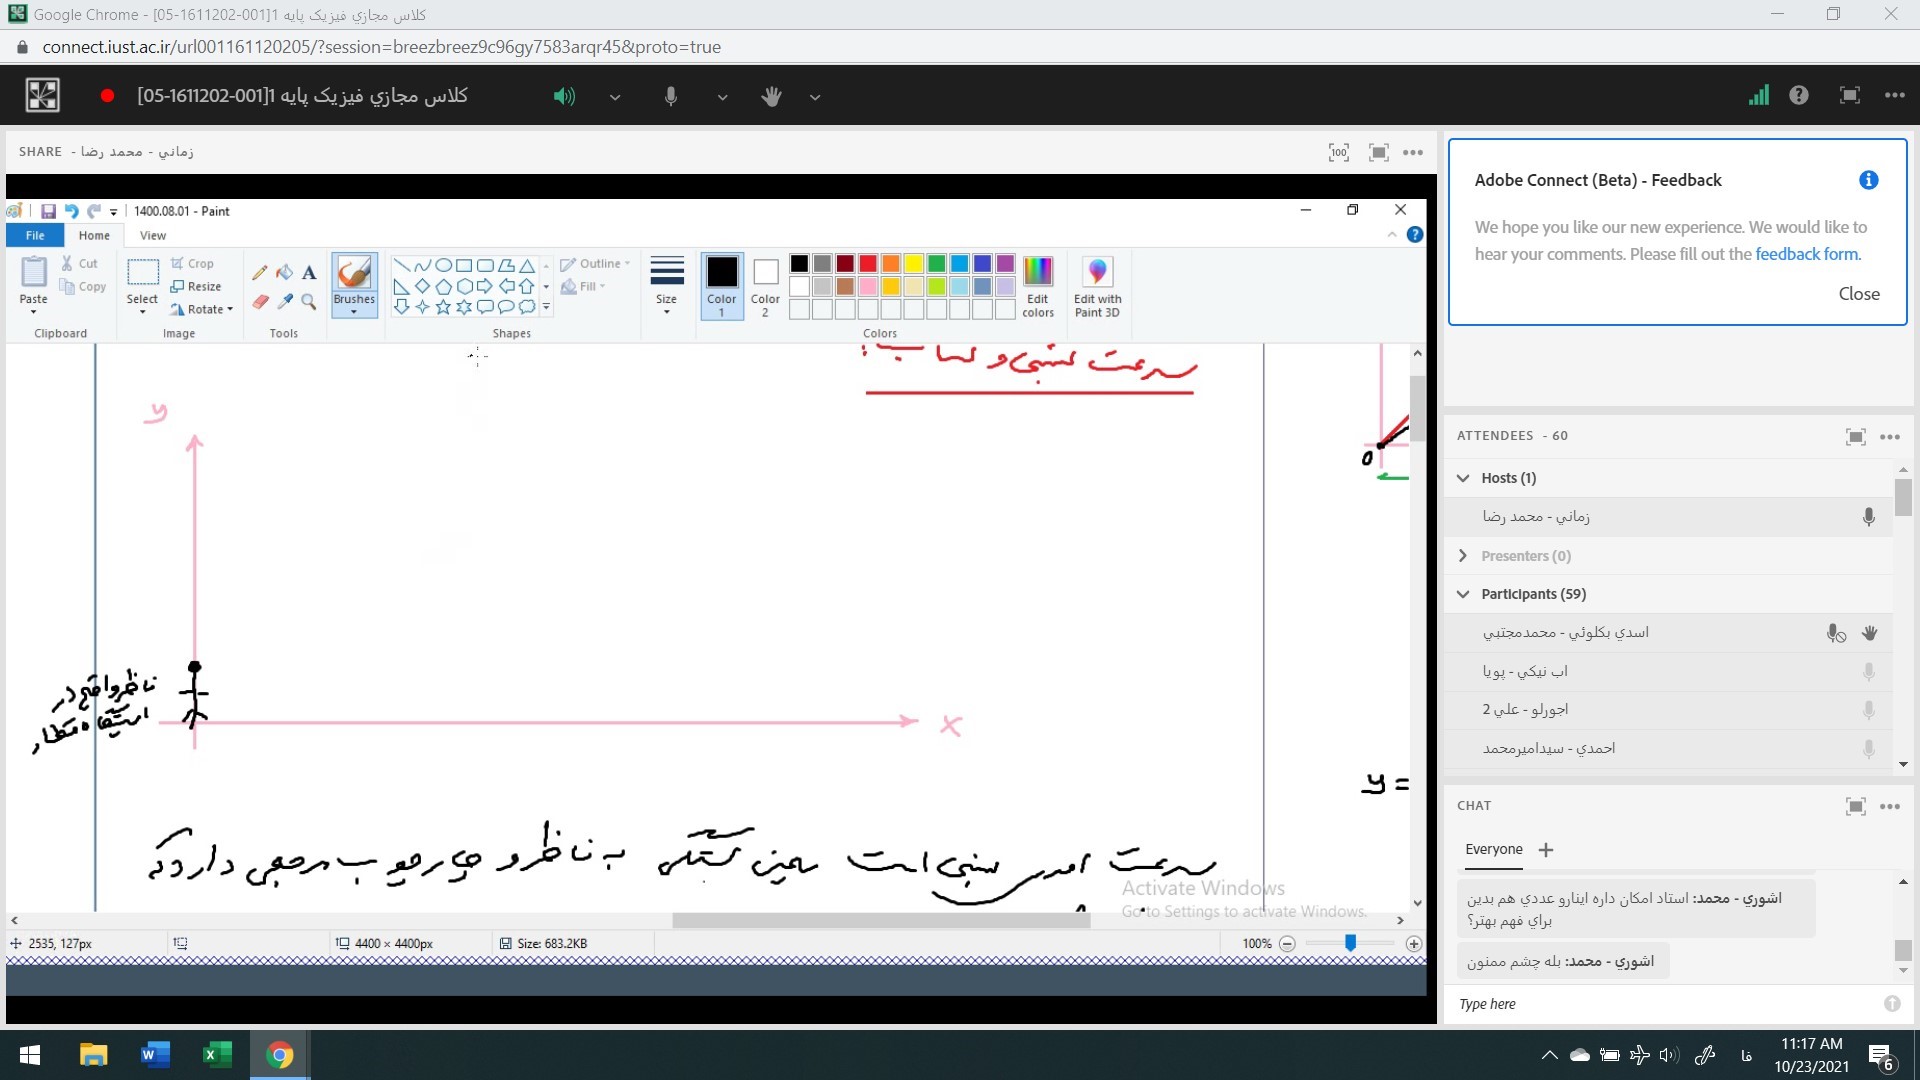 Google Chrome - [05-1611202-001]1 کلاس مجازي فيزيک پايه
connect.iust.ac.ir/url001161120205/?session=breezbreez9c96gy7583arqr45&proto=true
[05-1611202-001]1 کلاس مجازي فيزيک پايه
SHARE - زماني - محمد رضا
100
1400.08.01 - Paint
File Home View
Paste
Cut
Copy
Clipboard
Select
Crop
Resize
Rotate
Image
Tools
Brushes
Shapes
Outline
Fill
Size
Color 1
Color 2
Edit colors
Edit with Paint 3D
Colors
سرعت نسبی و
y
x
ناظر واقع در
ایستگاه قطار
O
y =
سرعت امری نسبی است یعنی بستگی به ناظر و چارچوب مرجعی دارد که
Activate Windows
Go to Settings to activate Windows.
2535, 127px
4400 × 4400px
Size: 683.2KB
100%
Adobe Connect (Beta) - Feedback
We hope you like our new experience. We would like to
hear your comments. Please fill out the feedback form.
Close
ATTENDEES - 60
Hosts (1)
زماني - محمد رضا
Presenters (0)
Participants (59)
اسدي بکلوئي - محمدمجتبي
اب نيکي - پويا
اجورلو - علي 2
احمدي - سيداميرمحمد
CHAT
Everyone
اشوري - محمد: استاد امکان داره اينارو عددي هم بدين
براي فهم بهتر؟
اشوري - محمد: بله چشم ممنون
Type here
فا
11:17 AM
10/23/2021
6